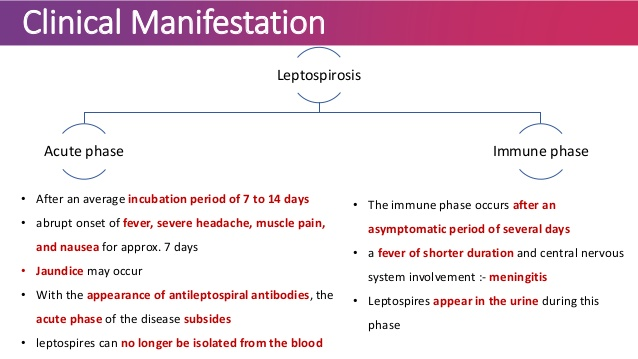 Clinical Manifestation
Leptospirosis
Acute phase
• After an average incubation period of 7 to 14 days
• abrupt onset of fever, severe headache, muscle pain,
and nausea for approx. 7 days
• Jaundice may occur
• With the appearance of antileptospiral antibodies, the
acute phase of the disease subsides
• leptospires can no longer be isolated from the blood
Immune phase
• The immune phase occurs after an
asymptomatic period of several days
• a fever of shorter duration and central nervous
system involvement :- meningitis
• Leptospires appear in the urine during this
phase